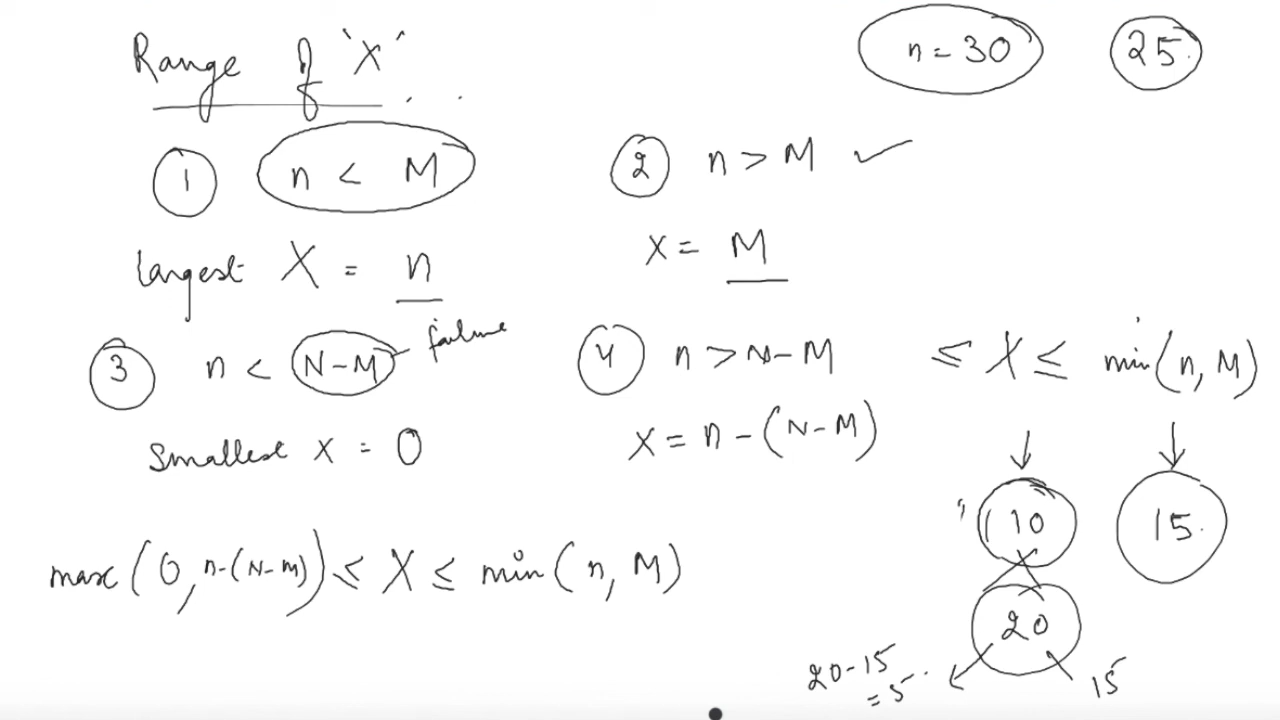 Range of 'X'
n = 30
25
1 n < M
2 n > M ✓
largest X = n
X = M
3 n < N-M failure
4 n > N-M
≤ X ≤ min(n, M)
Smallest X = 0
X = n - (N-M)
10
15
max(0, n-(N-M)) ≤ X ≤ min(n, M)
20
20-15
= 5
15